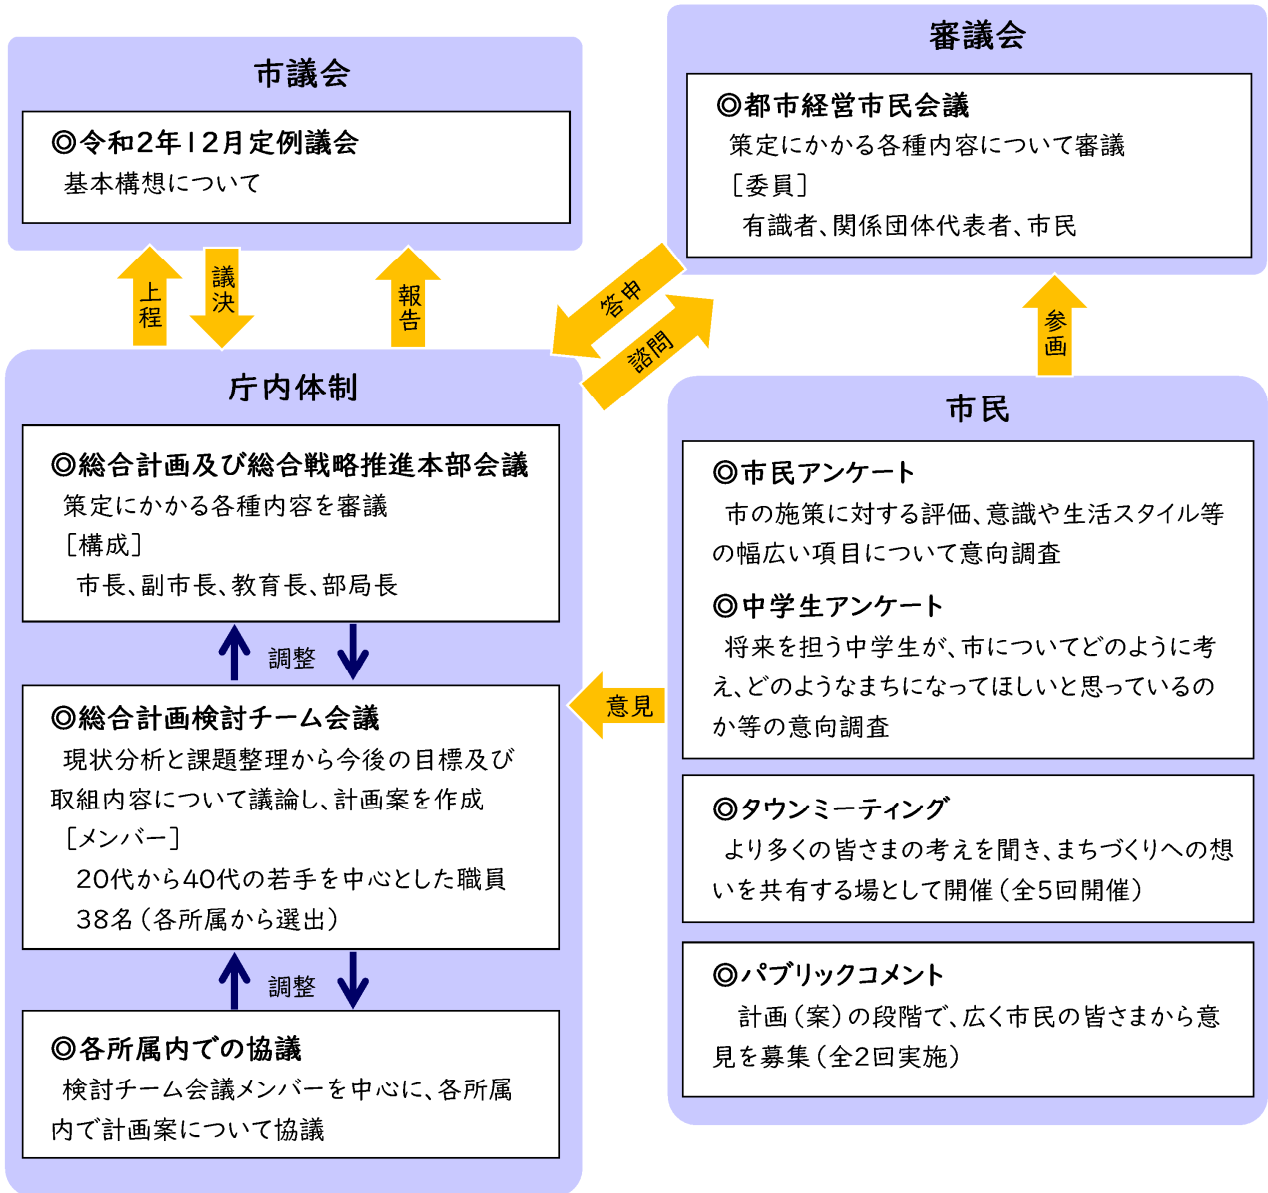 市議会
◎令和2年12月定例議会
基本構想について
審議会
◎都市経営市民会議
策定にかかる各種内容について審議
［委員］
有識者、関係団体代表者、市民
上程
議決
報告
答申
諮問
参画
庁内体制
◎総合計画及び総合戦略推進本部会議
策定にかかる各種内容を審議
［構成］
市長、副市長、教育長、部局長
調整
◎総合計画検討チーム会議
現状分析と課題整理から今後の目標及び
取組内容について議論し、計画案を作成
［メンバー］
20代から40代の若手を中心とした職員
38名（各所属から選出）
調整
◎各所属内での協議
検討チーム会議メンバーを中心に、各所属
内で計画案について協議
意見
市民
◎市民アンケート
市の施策に対する評価、意識や生活スタイル等
の幅広い項目について意向調査
◎中学生アンケート
将来を担う中学生が、市についてどのように考
え、どのようなまちになってほしいと思っているの
か等の意向調査
◎タウンミーティング
より多くの皆さまの考えを聞き、まちづくりへの想
いを共有する場として開催（全5回開催）
◎パブリックコメント
計画（案）の段階で、広く市民の皆さまから意
見を募集（全2回実施）